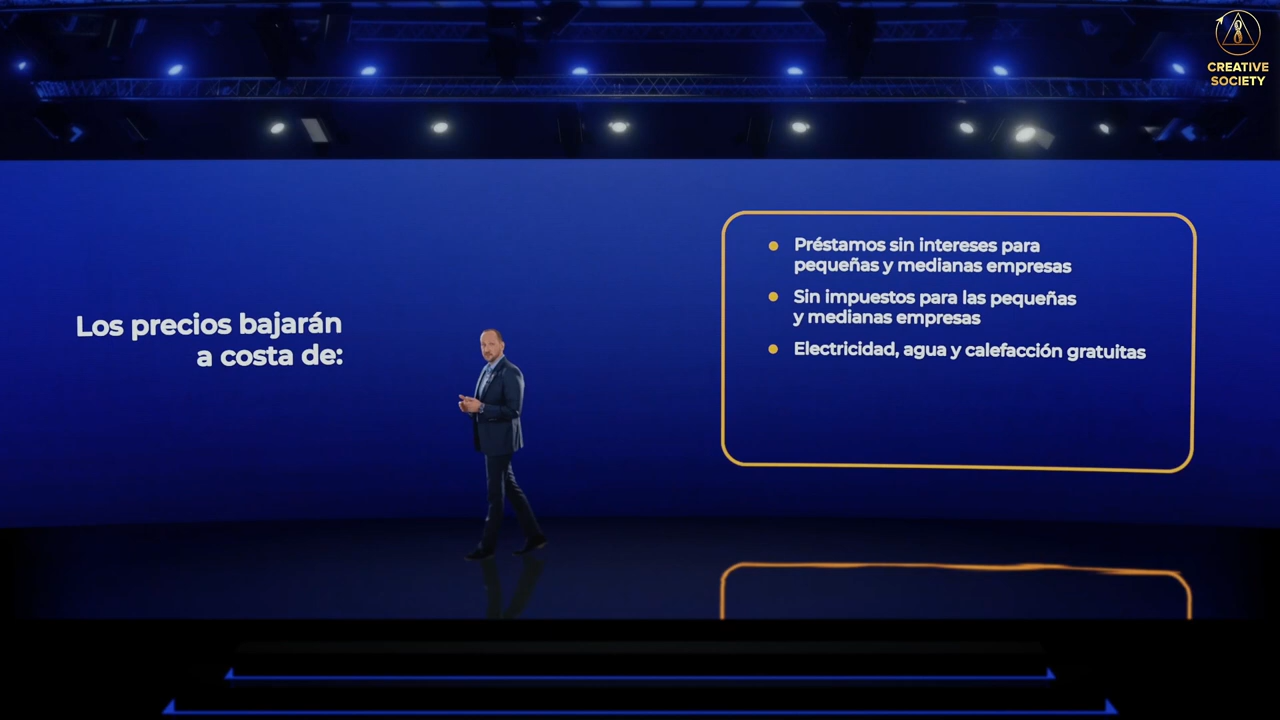 CREATIVE
SOCIETY
Los precios bajarán
a costa de:
Préstamos sin intereses para
pequeñas y medianas empresas
Sin impuestos para las pequeñas
y medianas empresas
Electricidad, agua y calefacción gratuitas